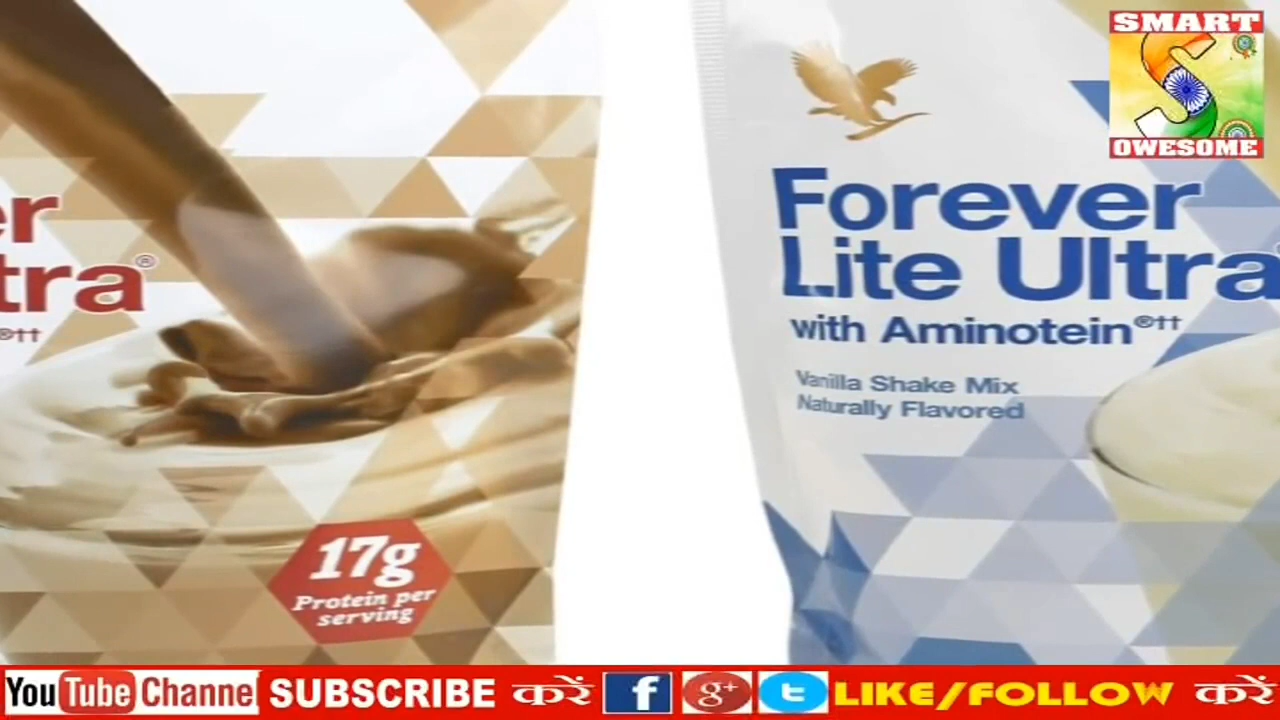 SMART
S
OWESOME
er
tra®
®††
17g
Protein per
serving
Forever
Lite Ultra
with Aminotein®††
Vanilla Shake Mix
Naturally Flavored
YouTube Channel SUBSCRIBE करें f g+ LIKE/FOLLOW करें